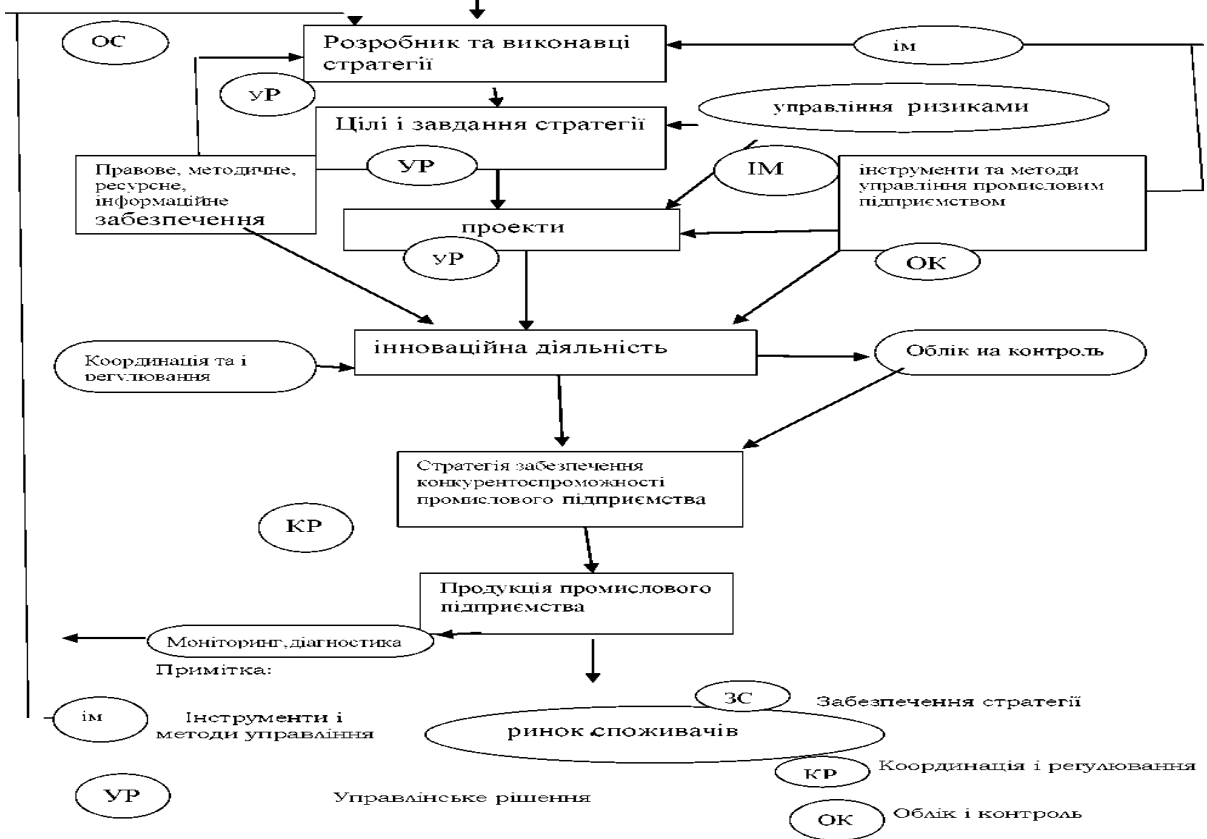 ОС
Розробник та виконавці
стратегії
ім
УР
управління ризиками
Цілі і завдання стратегії
УР
ІМ
Правове, методичне,
ресурсне,
інформаційне
забезпечення
інструменти та методи
управління промисловим
підприємством
проекти
УР
ОК
інноваційна діяльність
Координація та і
регулювання
Облік на контроль
Стратегія забезпечення
конкурентоспроможності
промислового підприємства
КР
Продукція промислового
підприємства
Моніторинг,діагностика
Примітка:
ЗС
Забезпечення стратегії
ім
Інструменти і
методи управління
ринок споживачів
КР
Координація і регулювання
УР
Управлінське рішення
ОК
Облік і контроль